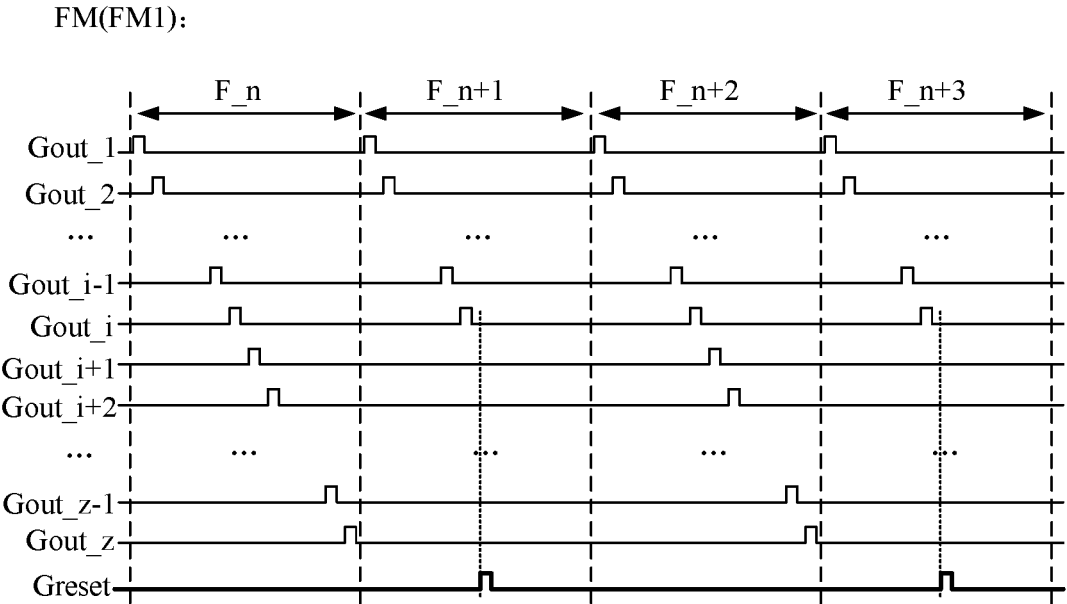 FM(FM1):
F_n F_n+1 F_n+2 F_n+3
Gout_1
Gout_2
... ... ... ... ...
Gout_i-1
Gout_i
Gout_i+1
Gout_i+2
... ... ... ... ...
Gout_z-1
Gout_z
Greset